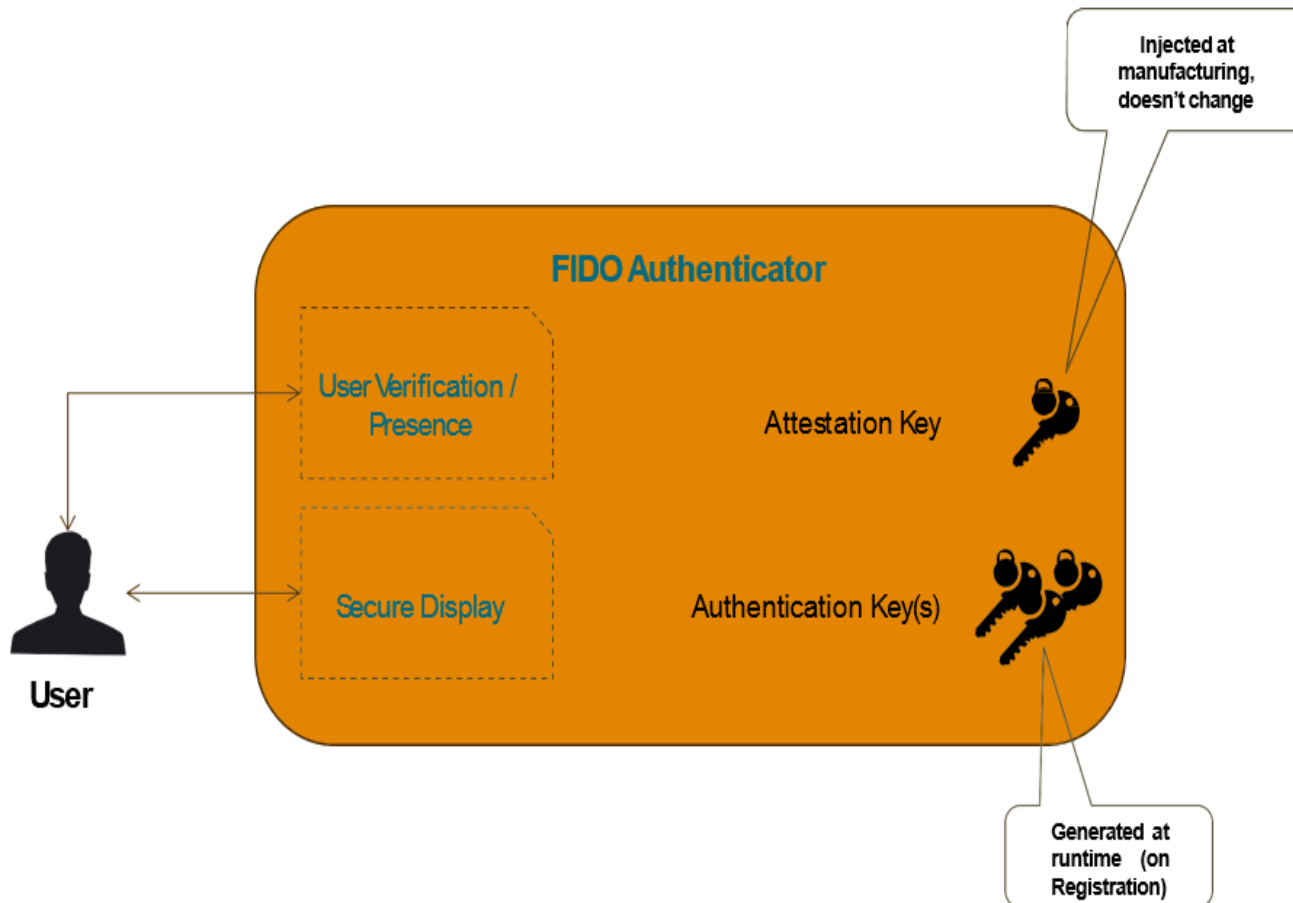 Injected at
manufacturing,
doesn't change
FIDO Authenticator
User Verification /
Presence
Attestation Key
Secure Display
Authentication Key(s)
User
Generated at
runtime (on
Registration)